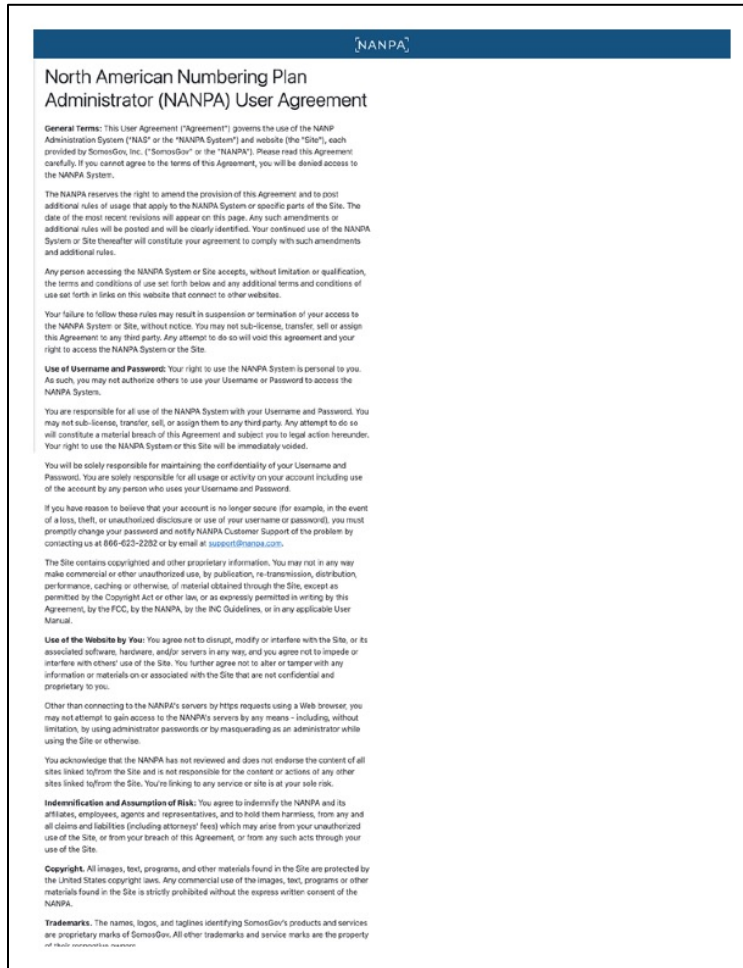 [NANPA]
North American Numbering Plan
Administrator (NANPA) User Agreement
General Terms: This User Agreement ("Agreement") governs the use of the NANP
Administration System ("NAS" or the "NANPA System") and website (the "Site"), each
provided by SomosGov, Inc. ("SomosGov" or the "NANPA"). Please read this Agreement
carefully. If you cannot agree to the terms of this Agreement, you will be denied access to
the NANPA System.
The NANPA reserves the right to amend the provision of this Agreement and to post
additional rules of usage that apply to the NANPA System or specific parts of the Site. The
date of the most recent revisions will appear on this page. Any such amendments or
additional rules will be posted and will be clearly identified. Your continued use of the NANPA
System or Site thereafter will constitute your agreement to comply with such amendments
and additional rules.
Any person accessing the NANPA System or Site accepts, without limitation or qualification,
the terms and conditions of use set forth below and any additional terms and conditions of
use set forth in links on this website that connect to other websites.
Your failure to follow these rules may result in suspension or termination of your access to
the NANPA System or Site, without notice. You may not sub-license, transfer, sell or assign
this Agreement to any third party. Any attempt to do so will void this agreement and your
right to access the NANPA System or the Site.
Use of Username and Password: Your right to use the NANPA System is personal to you.
As such, you may not authorize others to use your Username or Password to access the
NANPA System.
You are responsible for all use of the NANPA System with your Username and Password. You
may not sub-license, transfer, sell, or assign them to any third party. Any attempt to do so
will constitute a material breach of this Agreement and subject you to legal action hereunder.
Your right to use the NANPA System or this Site will be immediately voided.
You will be solely responsible for maintaining the confidentiality of your Username and
Password. You are solely responsible for all usage or activity on your account including use
of the account by any person who uses your Username and Password.
If you have reason to believe that your account is no longer secure (for example, in the event
of a loss, theft, or unauthorized disclosure or use of your username or password), you must
promptly change your password and notify NANPA Customer Support of the problem by
contacting us at 866-623-2282 or by email at support@nanpa.com.
The Site contains copyrighted and other proprietary information. You may not in any way
make commercial or other unauthorized use, by publication, re-transmission, distribution,
performance, caching or otherwise, of material obtained through the Site, except as
permitted by the Copyright Act or other law, or as expressly permitted in writing by this
Agreement, by the FCC, by the NANPA, by the INC Guidelines, or in any applicable User
Manual.
Use of the Website by You: You agree not to disrupt, modify or interfere with the Site, or its
associated software, hardware, and/or servers in any way, and you agree not to impede or
interfere with others' use of the Site. You further agree not to alter or tamper with any
information or materials on or associated with the Site that are not confidential and
proprietary to you.
Other than connecting to the NANPA's servers by https requests using a Web browser, you
may not attempt to gain access to the NANPA's servers by any means - including, without
limitation, by using administrator passwords or by masquerading as an administrator while
using the Site or otherwise.
You acknowledge that the NANPA has not reviewed and does not endorse the content of all
sites linked to/from the Site and is not responsible for the content or actions of any other
sites linked to/from the Site. You're linking to any service or site is at your sole risk.
Indemnification and Assumption of Risk: You agree to indemnify the NANPA and its
affiliates, employees, agents and representatives, and to hold them harmless, from any and
all claims and liabilities (including attorneys' fees) which may arise from your unauthorized
use of the Site, or from your breach of this Agreement, or from any such acts through your
use of the Site.
Copyright. All images, text, programs, and other materials found in the Site are protected by
the United States copyright laws. Any commercial use of the images, text, programs or other
materials found in the Site is strictly prohibited without the express written consent of the
NANPA.
Trademarks. The names, logos, and taglines identifying SomosGov's products and services
are proprietary marks of SomosGov. All other trademarks and service marks are the property
of their respective owners.